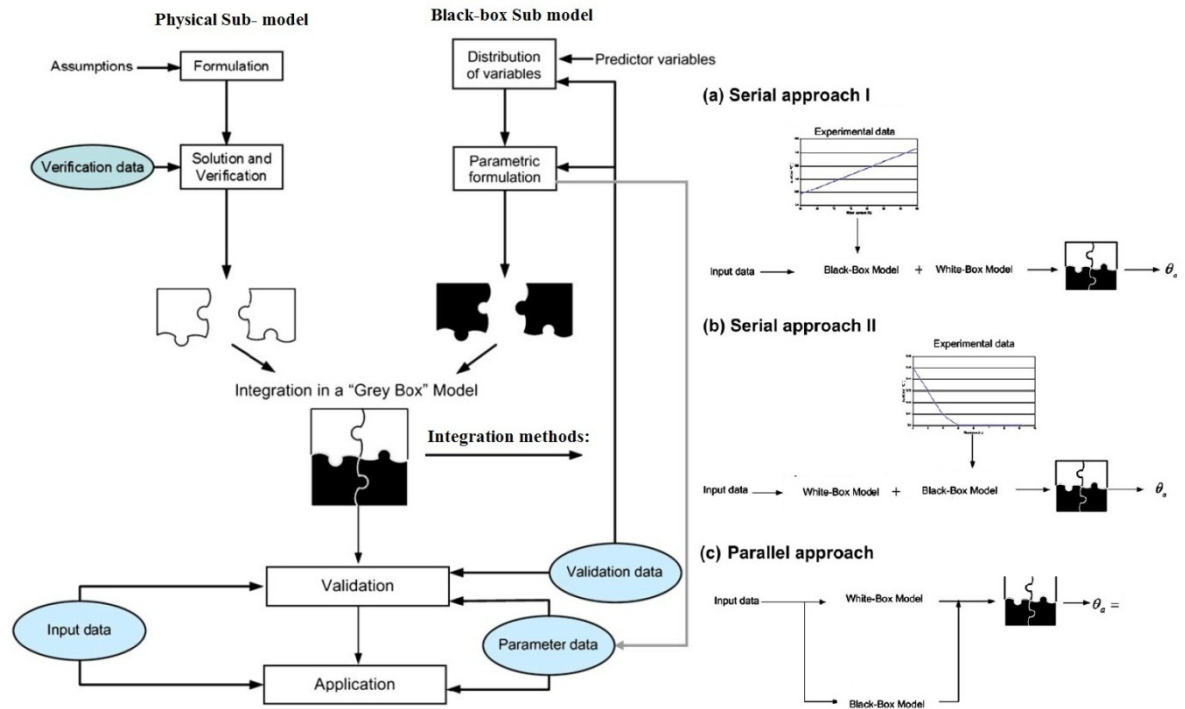 Physical Sub- model
Black-box Sub model
Assumptions
Formulation
Distribution
of variables
Predictor variables
Verification data
Solution and
Verification
Parametric
formulation
Integration in a “Grey Box” Model
Integration methods:
Validation
Validation data
Input data
Parameter data
Application
(a) Serial approach I
Experimental data
Input data
Black-Box Model + White-Box Model
θa
(b) Serial approach II
Experimental data
Input data
White-Box Model + Black-Box Model
θa
(c) Parallel approach
Input data
White-Box Model
θa =
Black-Box Model